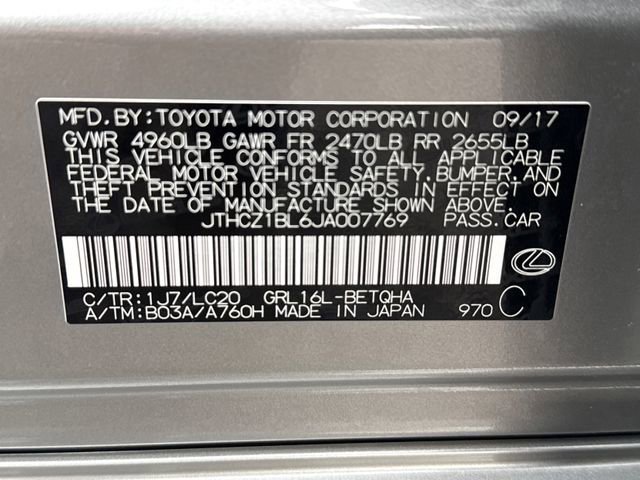 MFD.BY:TOYOTA MOTOR CORPORATION 09/17
GVWR 4960LB GAWR FR 2470LB RR 2655LB
THIS VEHICLE CONFORMS TO ALL APPLICABLE
FEDERAL MOTOR VEHICLE SAFETY,BUMPER,AND
THEFT PREVENTION STANDARDS IN EFFECT ON
THE DATE OF MANUFACTURE SHOWN ABOVE.
JTHCZ1BL6JA007769 PASS.CAR
C/TR:1J7/LC20 GRL16L-BETQHA
A/TM:B03A/A760H MADE IN JAPAN 970 C